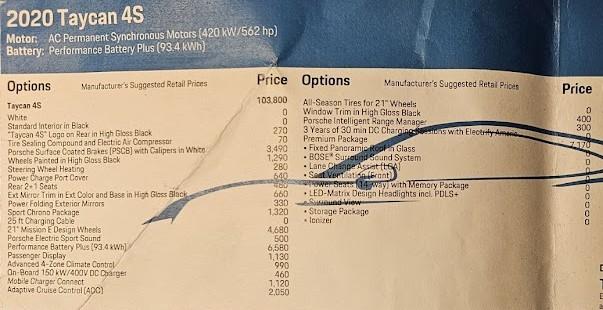 2020 Taycan 4S
Motor: AC Permanent Synchronous Motors (420 kW/562 hp)
Battery: Performance Battery Plus (93.4 kWh)
Options Manufacturer's Suggested Retail Prices Price
Taycan 4S 103,800
White 0
Standard Interior in Black 0
"Taycan 4S" Logo on Rear in High Gloss Black 270
Tire Sealing Compound and Electric Air Compressor 70
Porsche Surface Coated Brakes (PSCB) with Calipers in White 3,490
Wheels Painted in High Gloss Black 1,290
Steering Wheel Heating 280
Power Charge Port Cover 640
Rear 2+1 Seats 480
Ext Mirror Trim in Ext Color and Base in High Gloss Black 660
Power Folding Exterior Mirrors 330
Sport Chrono Package 1,320
25 ft Charging Cable 0
21" Mission E Design Wheels 4,680
Porsche Electric Sport Sound 500
Performance Battery Plus (93.4 kWh) 6,580
Passenger Display 1,130
Advanced 4-Zone Climate Control 990
On-Board 150 kW/400V DC Charger 460
Mobile Charger Connect 1,120
Adaptive Cruise Control (ACC) 2,050
Options Manufacturer's Suggested Retail Prices Price
All-Season Tires for 21" Wheels 0
Window Trim in High Gloss Black 400
Porsche Intelligent Range Manager 300
3 Years of 30 min DC Charging Sessions with Electrify America 0
Premium Package 7,170
• Fixed Panoramic Roof in Glass 0
• BOSE® Surround Sound System 0
• Lane Change Assist (LCA) 0
• Seat Ventilation (Front) 0
• Power Seats (14-way) with Memory Package 0
• LED-Matrix Design Headlights incl. PDLS+ 0
• Surround View 0
• Storage Package 0
• Ionizer 0